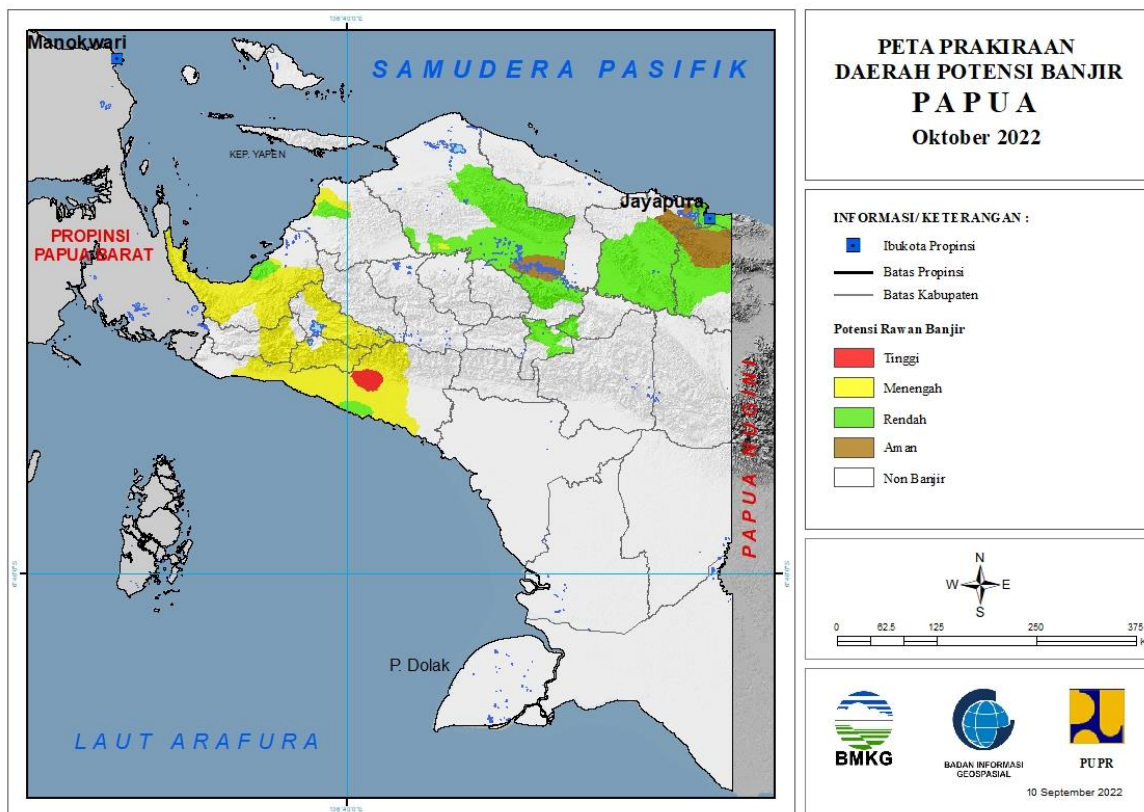 Manokwari
SAMUDERA PASIFIK
KEP. YAPEN
Jayapura
PROPINSI
PAPUA BARAT
PAPUA NUGINI
P. Dolak
LAUT ARAFURA
PETA PRAKIRAAN
DAERAH POTENSI BANJIR
PAPUA
Oktober 2022
INFORMASI/KETERANGAN :
Ibukota Propinsi
Batas Propinsi
Batas Kabupaten
Potensi Rawan Banjir
Tinggi
Menengah
Rendah
Aman
Non Banjir
N
W E
S
0 62.5 125 250 375
K
BMKG
BADAN INFORMASI
GEOSPASIAL
PUPR
10 September 2022